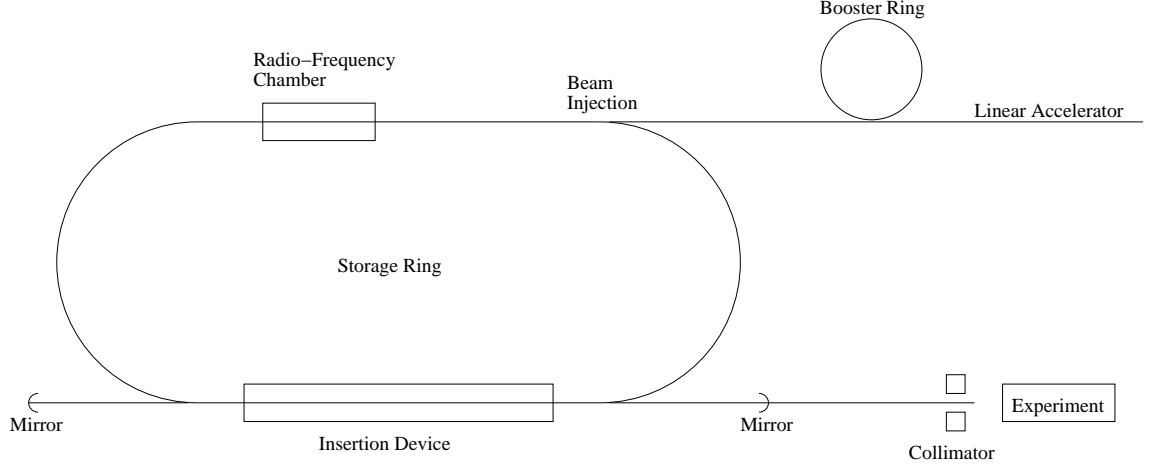 Booster Ring
Radio−Frequency
Chamber
Beam
Injection
Linear Accelerator
Storage Ring
Mirror
Insertion Device
Mirror
Collimator
Experiment